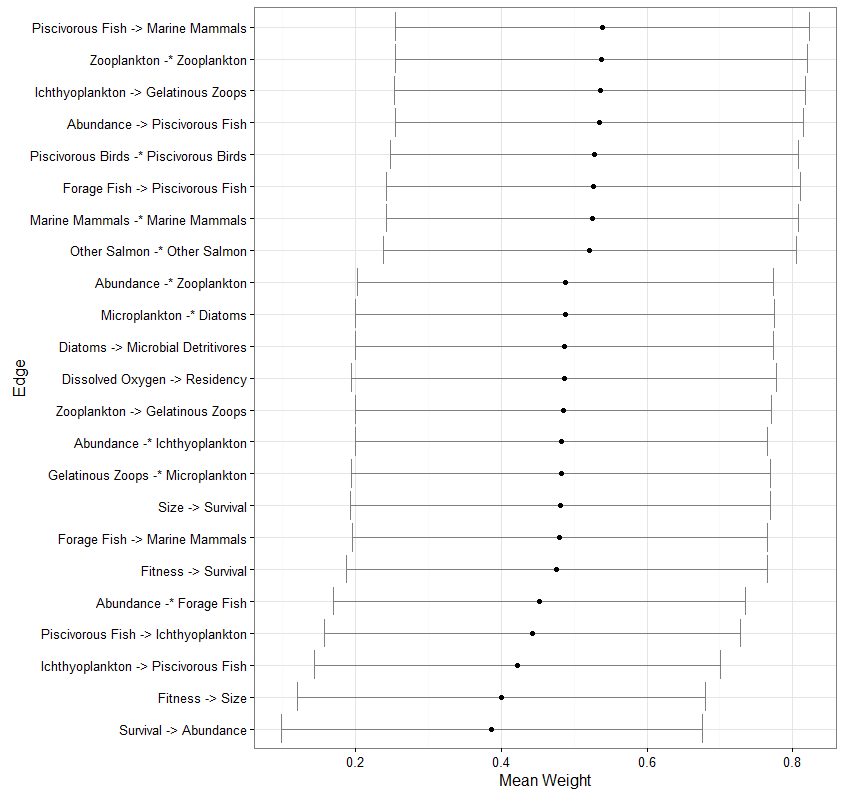 Piscivorous Fish -> Marine Mammals
Zooplankton -* Zooplankton
Ichthyoplankton -> Gelatinous Zoops
Abundance -> Piscivorous Fish
Piscivorous Birds -* Piscivorous Birds
Forage Fish -> Piscivorous Fish
Marine Mammals -* Marine Mammals
Other Salmon -* Other Salmon
Abundance -* Zooplankton
Microplankton -* Diatoms
Diatoms -> Microbial Detritivores
Dissolved Oxygen -> Residency
Zooplankton -> Gelatinous Zoops
Abundance -* Ichthyoplankton
Gelatinous Zoops -* Microplankton
Size -> Survival
Forage Fish -> Marine Mammals
Fitness -> Survival
Abundance -* Forage Fish
Piscivorous Fish -> Ichthyoplankton
Ichthyoplankton -> Piscivorous Fish
Fitness -> Size
Survival -> Abundance
Edge
0.2 0.4 0.6 0.8
Mean Weight